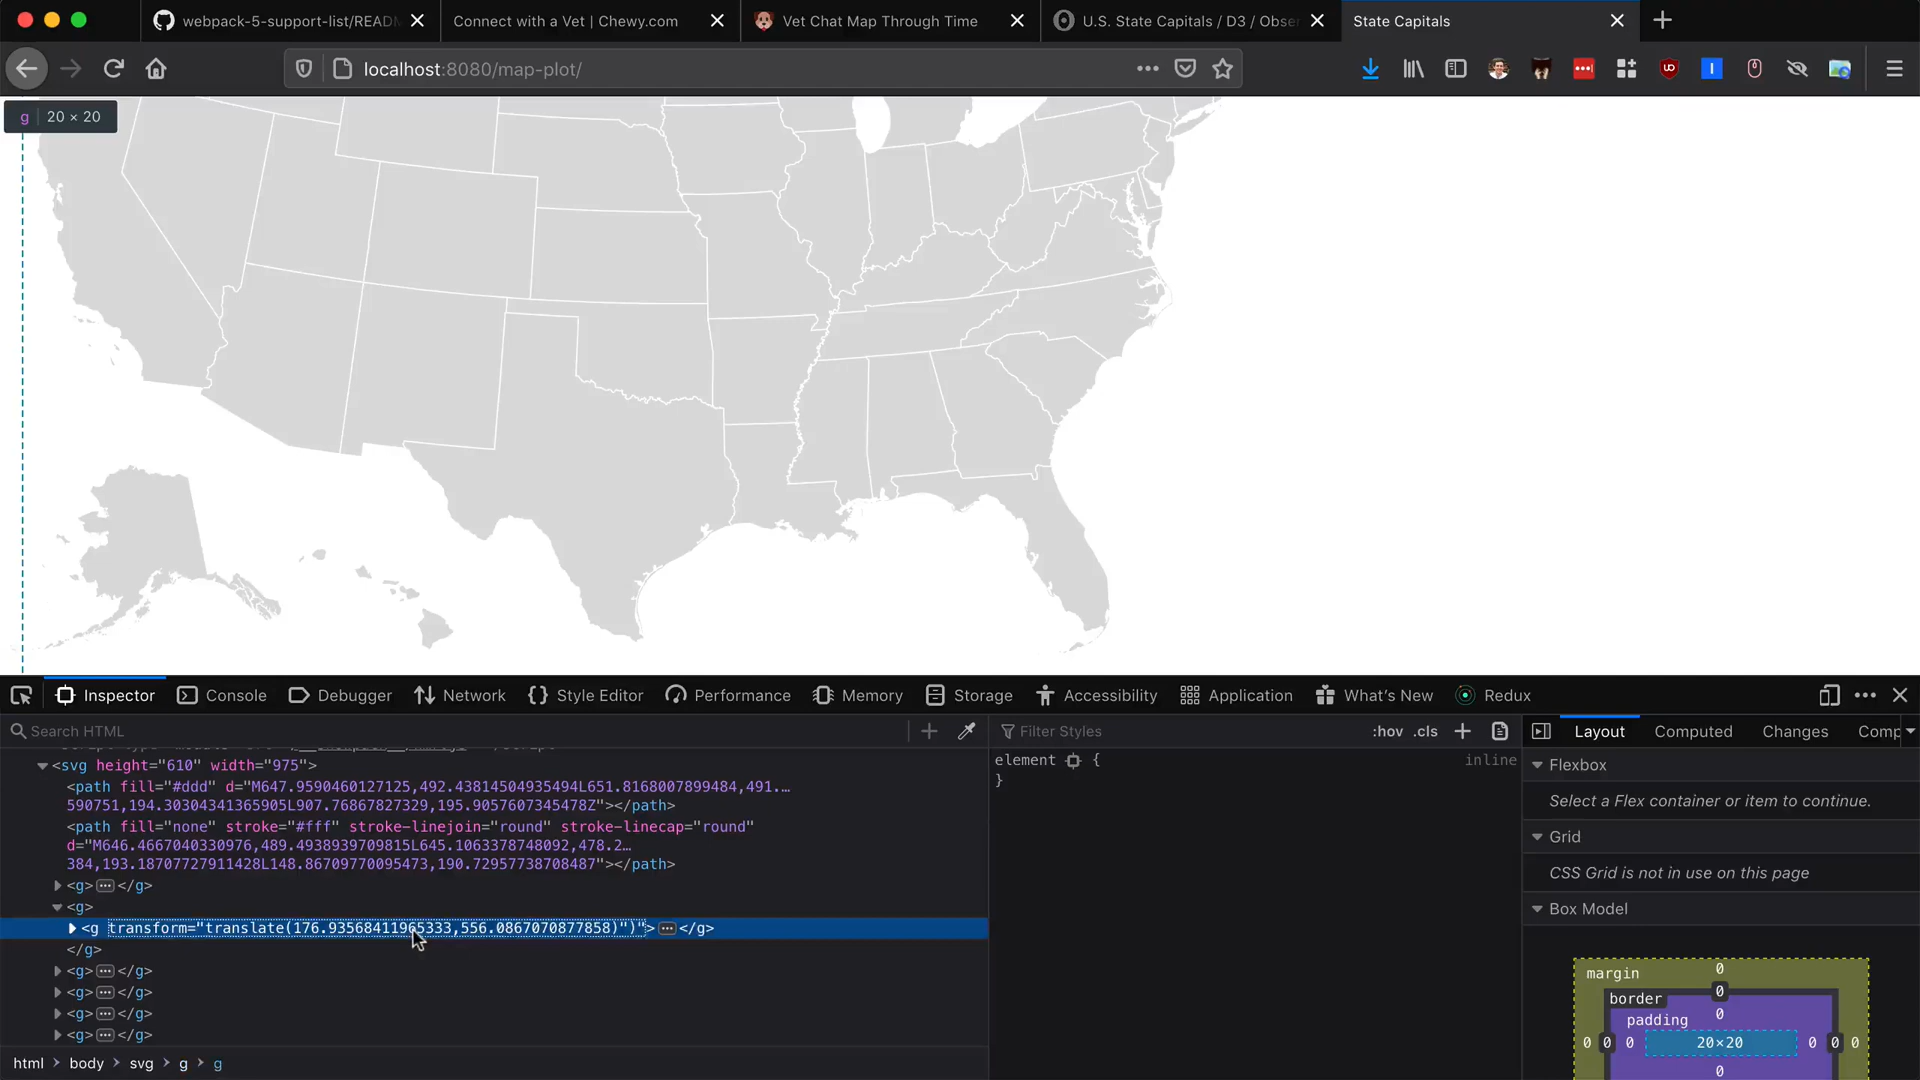 webpack-5-support-list/READM
Connect with a Vet | Chewy.com
Vet Chat Map Through Time
U.S. State Capitals / D3 / Obser
State Capitals
localhost:8080/map-plot/
g 20 × 20
Inspector
Console
Debugger
Network
Style Editor
Performance
Memory
Storage
Accessibility
Application
What's New
Redux
Search HTML
Filter Styles
:hov .cls
Layout
Computed
Changes
Comp
<svg height="610" width="975">
<path fill="#ddd" d="M647.9590460127125,492.43814504935494L651.8168007899484,491.…
590751,194.30304341365905L907.76867827329,195.90576073454782"></path>
<path fill="none" stroke="#fff" stroke-linejoin="round" stroke-linecap="round"
d="M646.4667040330976,489.4938939709815L645.1063378748092,478.2…
384,193.18707727911428L148.86709770095473,190.72957738708487"></path>
<g></g>
<g>
<g transform="translate(176.93568411965333,556.0867070877858)")"></g>
</g>
<g></g>
<g></g>
<g></g>
<g></g>
html > body > svg > g > g
element { inline
}
Flexbox
Select a Flex container or item to continue.
Grid
CSS Grid is not in use on this page
Box Model
margin 0
border 0
padding 0
0 0 0 20×20 0 0 0
0